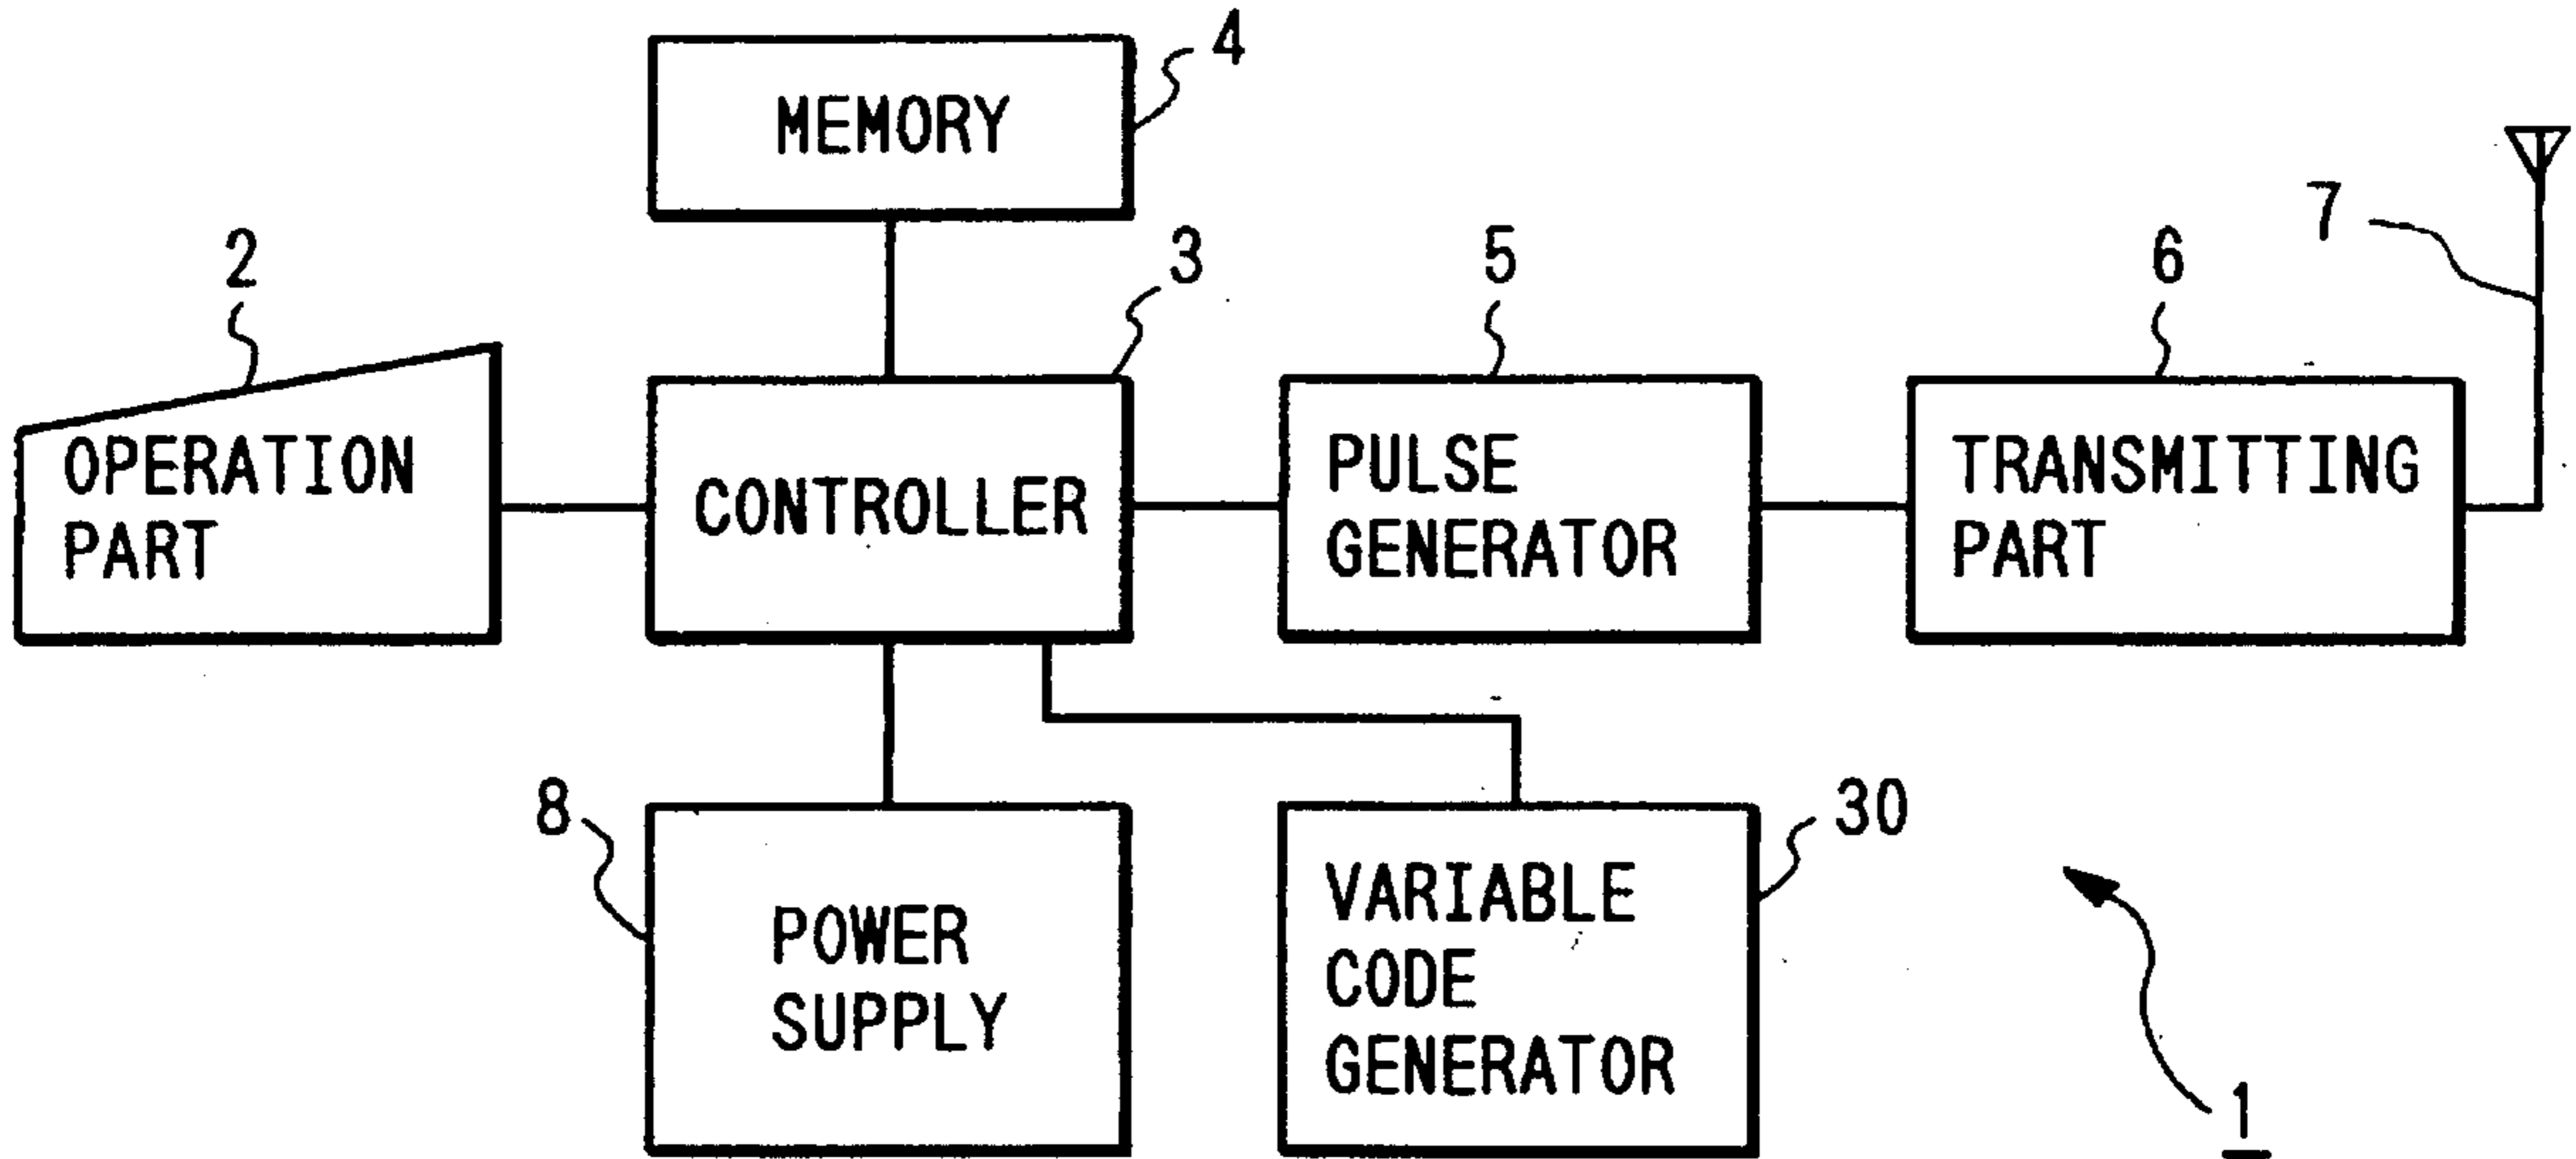 4
MEMORY
2
3
5
6
7
OPERATION
PART
CONTROLLER
PULSE
GENERATOR
TRANSMITTING
PART
8
POWER
SUPPLY
30
VARIABLE
CODE
GENERATOR
1